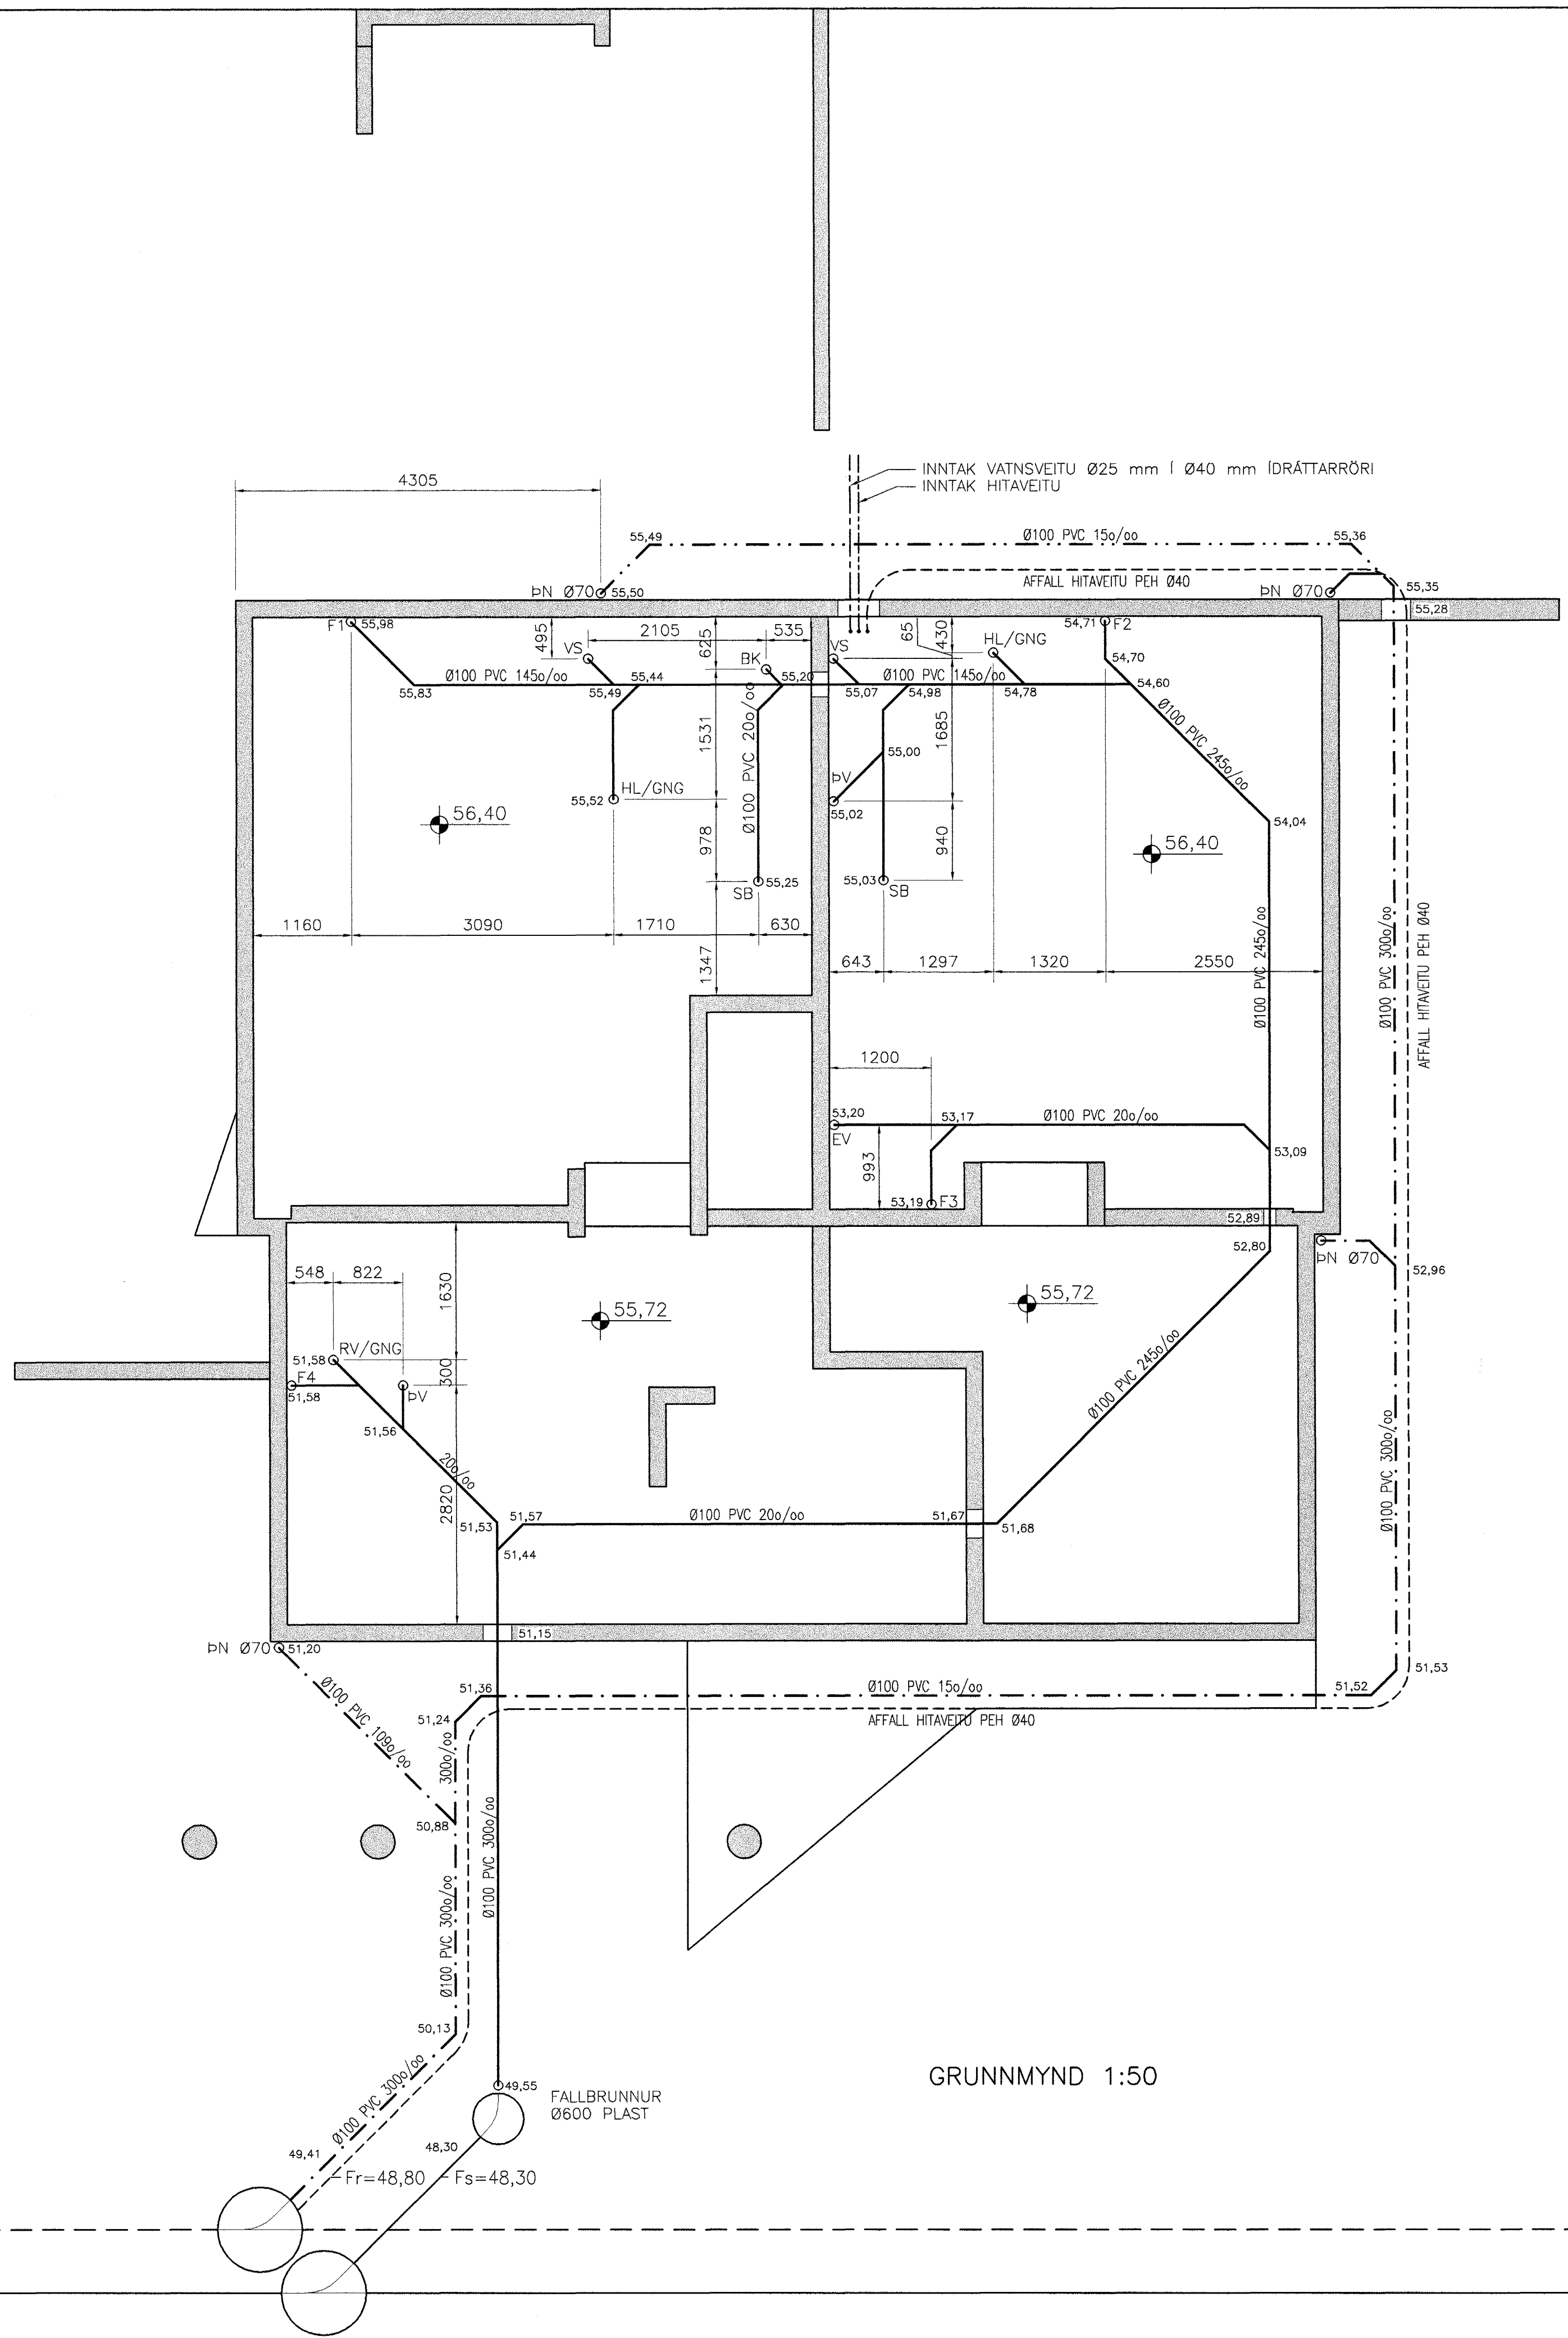 INNTAK VATNSVEITU Ø25 mm Í Ø40 mm ÍDRÁTTARRÖRI
INNTAK HITAVEITU
4305
55,49
Ø100 PVC 15o/oo
55,36
AFFALL HITAVEITU PEH Ø40
ÞN Ø70
55,50
ÞN Ø70
55,35
55,28
F1
55,98
495
2105
625
535
65
430
54,71
F2
VS
BK
VS
HL/GNG
54,70
55,83
Ø100 PVC 145o/oo
55,49
55,44
55,20
55,07
Ø100 PVC 145o/oo
54,98
54,78
54,60
1531
Ø100 PVC 20o/oo
1685
Ø100 PVC 245o/oo
55,00
ÞV
55,02
55,52
HL/GNG
56,40
54,04
56,40
978
940
SB
55,25
55,03
SB
1160
3090
1710
630
1347
643
1297
1320
2550
Ø100 PVC 245o/oo
Ø100 PVC 300o/oo
AFFALL HITAVEITU PEH Ø40
1200
53,20
EV
53,17
Ø100 PVC 20o/oo
53,09
993
53,19
F3
52,89
52,80
ÞN Ø70
52,96
548
822
1630
55,72
55,72
RV/GNG
51,58
300
F4
51,58
ÞV
51,56
20o/oo
2820
Ø100 PVC 245o/oo
Ø100 PVC 300o/oo
51,53
51,57
Ø100 PVC 20o/oo
51,67
51,68
51,44
51,15
ÞN Ø70
51,20
Ø100 PVC 109o/oo
51,36
Ø100 PVC 15o/oo
51,52
51,53
51,24
AFFALL HITAVEITU PEH Ø40
300o/oo
50,88
Ø100 PVC 300o/oo
Ø100 PVC 300o/oo
50,13
Ø100 PVC 300o/oo
49,55
FALLBRUNNUR
Ø600 PLAST
GRUNNMYND 1:50
49,41
48,30
Fr=48,80
Fs=48,30